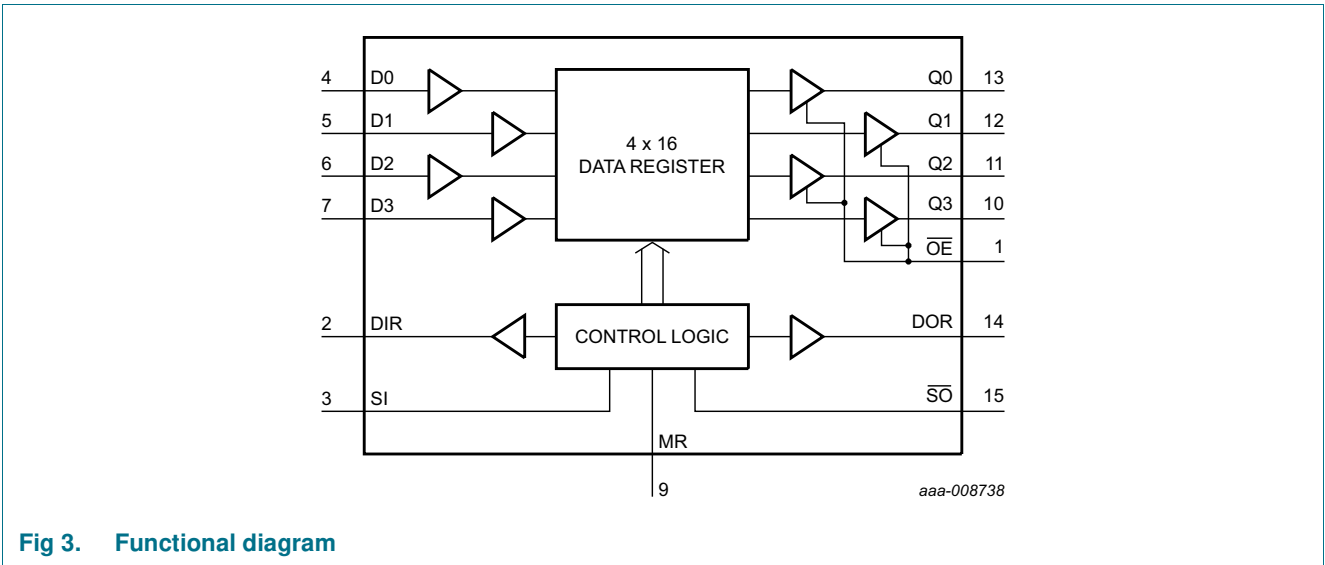 4 D0 Q0 13
5 D1 Q1 12
4 x 16
DATA REGISTER
6 D2 Q2 11
7 D3 Q3 10
O̅E̅ 1
2 DIR CONTROL LOGIC DOR 14
3 SI S̅O̅ 15
MR
9 aaa-008738
Fig 3. Functional diagram